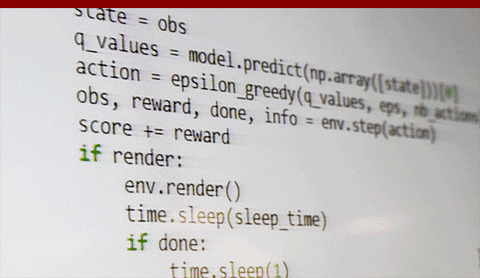 state = obs
q_values = model.predict(np.array([state]))[0]
action = epsilon_greedy(q_values, eps, nb_actions
obs, reward, done, info = env.step(action)
score += reward
if render:
env.render()
time.sleep(sleep_time)
if done:
time.sleep(1)